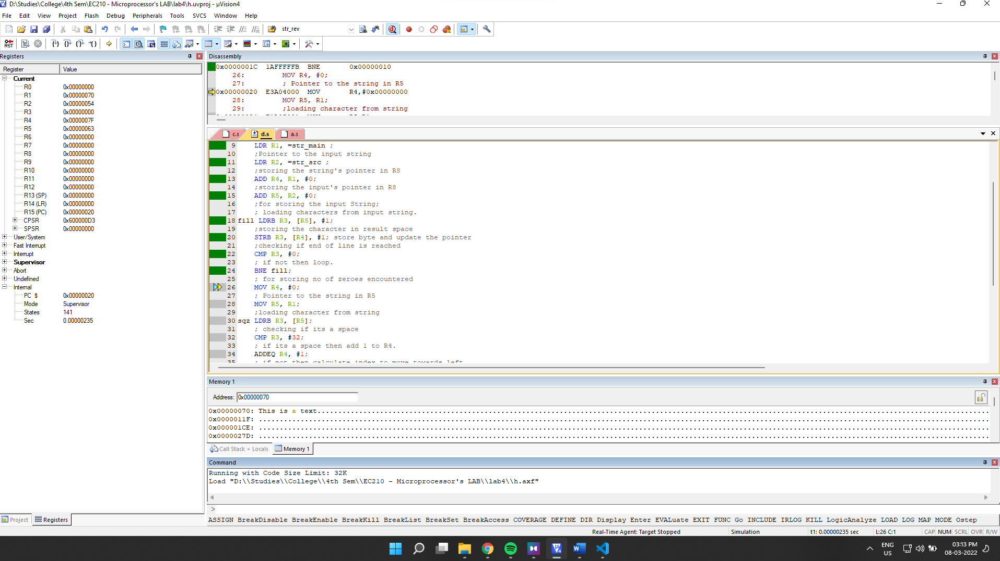 D:\Studies\College\4th Sem\EC210 - Microprocessor's LAB\lab4\h.uvproj - µVision4
File Edit View Project Flash Debug Peripherals Tools SVCS Window Help
str_rev
RST
Registers
Register Value
Current
R0 0x00000000
R1 0x00000070
R2 0x00000054
R3 0x00000000
R4 0x0000007F
R5 0x00000063
R6 0x00000000
R7 0x00000000
R8 0x00000000
R9 0x00000000
R10 0x00000000
R11 0x00000000
R12 0x00000000
R13 (SP) 0x00000000
R14 (LR) 0x00000000
R15 (PC) 0x00000020
CPSR 0x600000D3
SPSR 0x00000000
User/System
Fast Interrupt
Interrupt
Supervisor
Abort
Undefined
Internal
PC $ 0x00000020
Mode Supervisor
States 141
Sec 0.00000235
Project Registers
Disassembly
0x0000001C 1AFFFFFB BNE 0x00000010
26: MOV R4, #0;
27: ; Pointer to the string in R5
0x00000020 E3A04000 MOV R4,#0x00000000
28: MOV R5, R1;
29: ;loading character from string
c.s d.s a.s
9 LDR R1, =str_main ;
10 ;Pointer to the input string
11 LDR R2, =str_src ;
12 ;storing the string's pointer in R8
13 ADD R4, R1, #0;
14 ;storing the input's pointer in R8
15 ADD R5, R2, #0;
16 ;for storing the input String;
17 ; loading characters from input string.
18 fill LDRB R3, [R5], #1;
19 ;storing the character in result space
20 STRB R3, [R4], #1; store byte and update the pointer
21 ;checking if end of line is reached
22 CMP R3, #0;
23 ; if not then loop.
24 BNE fill;
25 ; for storing no of zeroes encountered
26 MOV R4, #0;
27 ; Pointer to the string in R5
28 MOV R5, R1;
29 ;loading character from string
30 sqz LDRB R3, [R5];
31 ; checking if its a space
32 CMP R3, #32;
33 ; if its a space then add 1 to R4.
34 ADDEQ R4, #1;
35 ; if not then calculate index to move towards left
Memory 1
Address: 0x00000070
0x00000070: This is a text................................................................................................................................................................
0x0000011F: ...............................................................................................................................................................................
0x000001CE: ...............................................................................................................................................................................
0x0000027D: ...............................................................................................................................................................................
Call Stack + Locals Memory 1
Command
Running with Code Size Limit: 32K
Load "D:\\Studies\\College\\4th Sem\\EC210 - Microprocessor's LAB\\lab4\\h.axf"
>
ASSIGN BreakDisable BreakEnable BreakKill BreakList BreakSet BreakAccess COVERAGE DEFINE DIR Display Enter EVALuate EXIT FUNC Go INCLUDE IRLOG KILL LogicAnalyze LOAD LOG MAP MODE Ostep
Real-Time Agent: Target Stopped Simulation t1: 0.00000235 sec L:26 C:1 CAP NUM SCRL OVR R/W
ENG
US
03:13 PM
08-03-2022